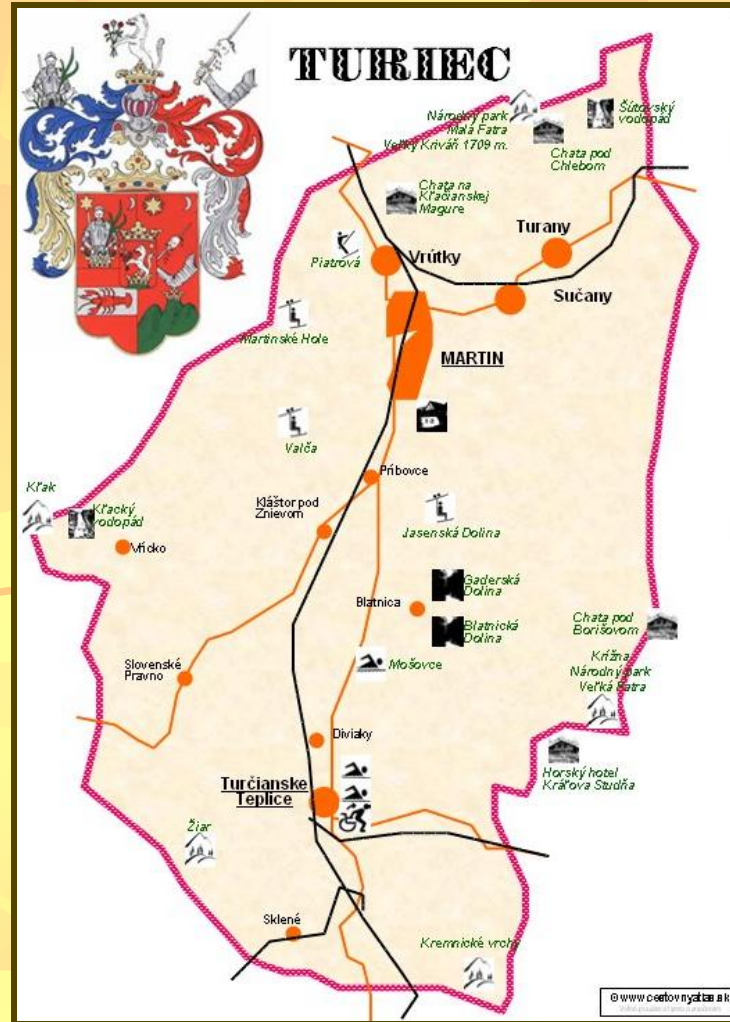 TURIEC
Národný park
Malá Fatra
Veľký Kriváň 1709 m.
Šútovský
vodopád
Chata pod
Chlebom
Chata na
Kľačianskej
Magure
Turany
Vrútky
Piatrová
Sučany
Martinské Hole
MARTIN
Valča
Príbovce
Kľak
Kľacký
vodopád
Kláštor pod
Znievom
Vrícko
Jasenská Dolina
Gaderská
Dolina
Blatnica
Blatnická
Dolina
Chata pod
Borišovom
Mošovce
Krížna
Národný park
Veľká Fatra
Slovenské
Pravno
Diviaky
Horský hotel
Kráľova Studňa
Turčianske
Teplice
Žiar
Sklené
Kremnické vrchy
© www.cestovnyatlas.sk